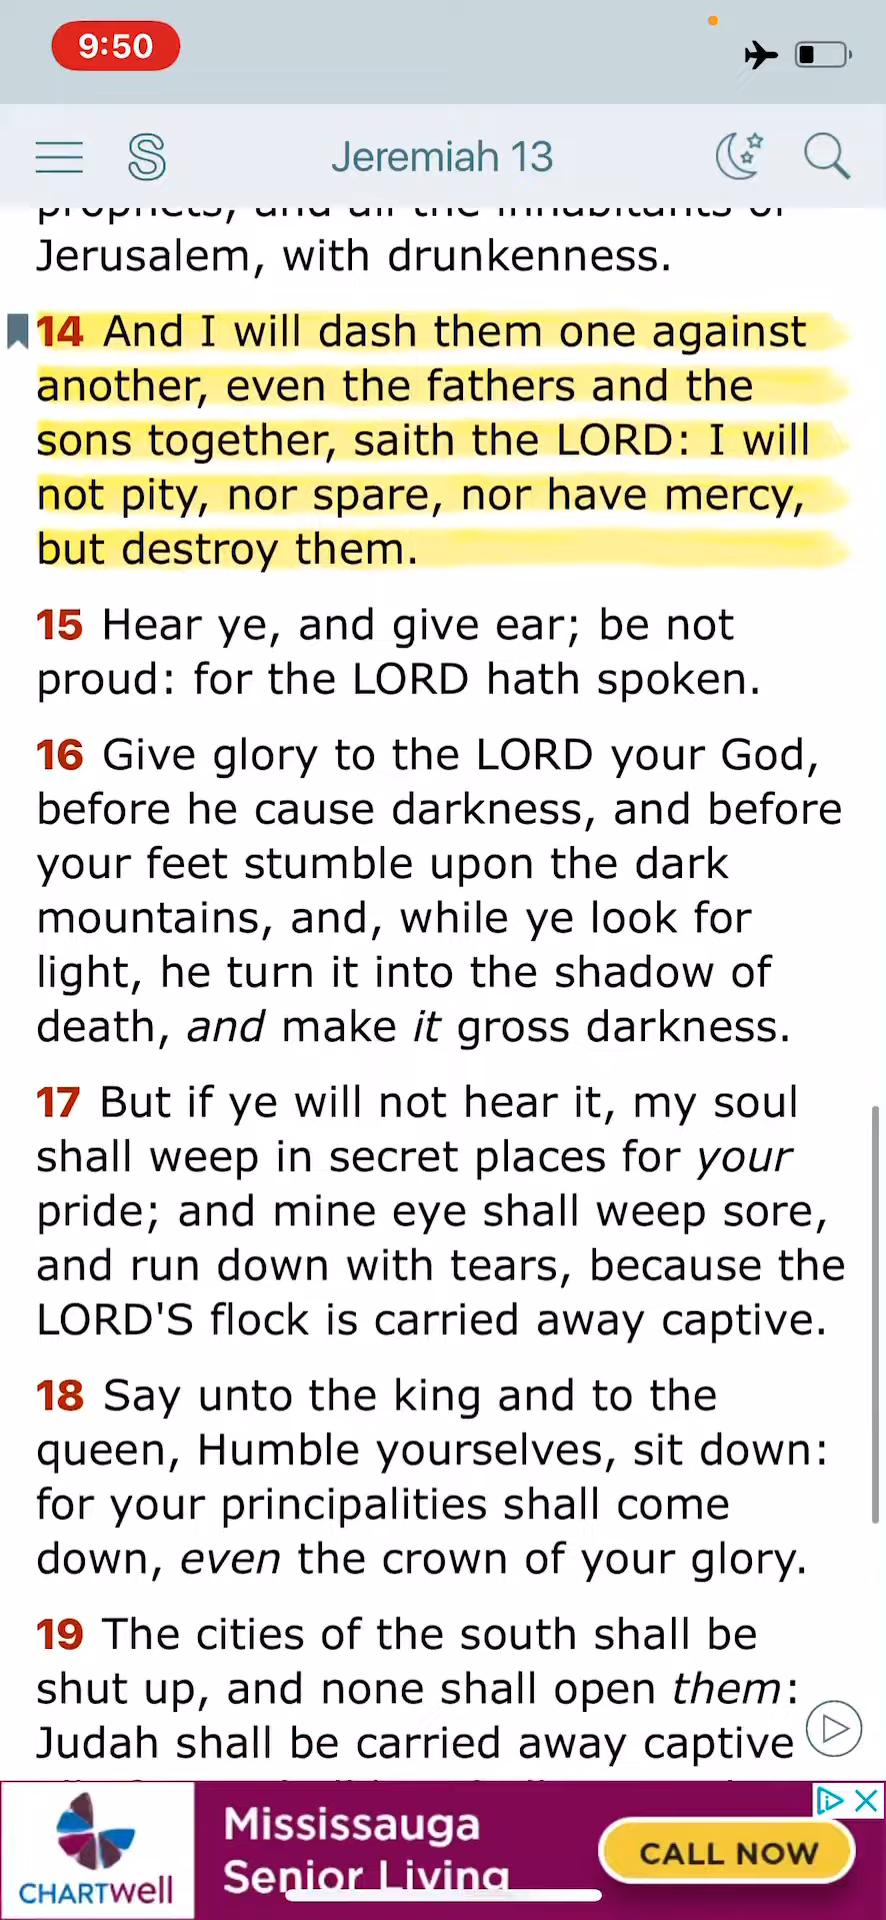 9:50
Jeremiah 13
prophets, and all the inhabitants of
Jerusalem, with drunkenness.
14 And I will dash them one against
another, even the fathers and the
sons together, saith the LORD: I will
not pity, nor spare, nor have mercy,
but destroy them.
15 Hear ye, and give ear; be not
proud: for the LORD hath spoken.
16 Give glory to the LORD your God,
before he cause darkness, and before
your feet stumble upon the dark
mountains, and, while ye look for
light, he turn it into the shadow of
death, and make it gross darkness.
17 But if ye will not hear it, my soul
shall weep in secret places for your
pride; and mine eye shall weep sore,
and run down with tears, because the
LORD'S flock is carried away captive.
18 Say unto the king and to the
queen, Humble yourselves, sit down:
for your principalities shall come
down, even the crown of your glory.
19 The cities of the south shall be
shut up, and none shall open them:
Judah shall be carried away captive
CHARTwell
Mississauga
Senior Living
CALL NOW